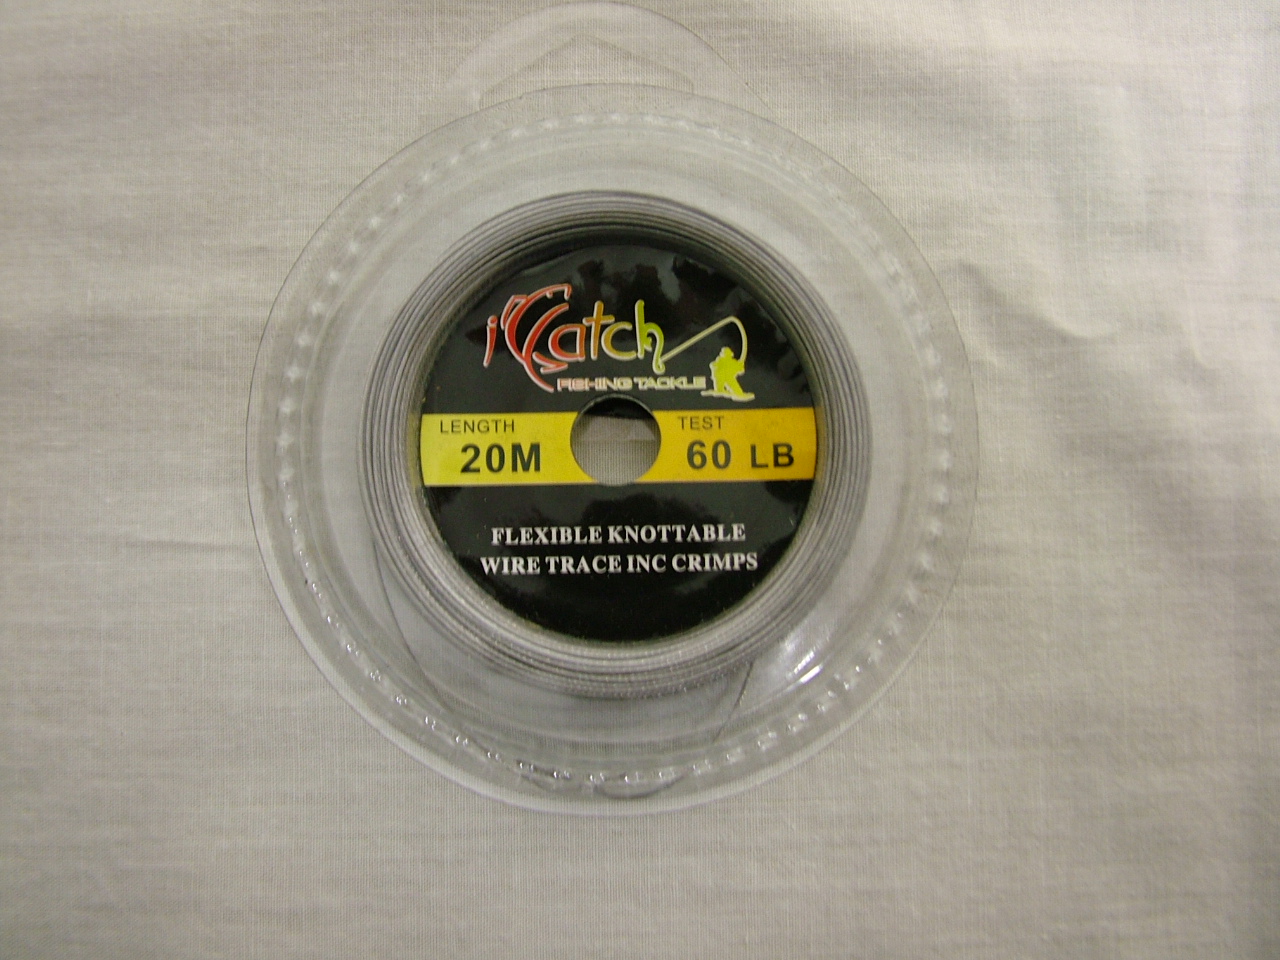 iCatch
FISHING TACKLE
LENGTH
20M
TEST
60 LB
FLEXIBLE KNOTTABLE
WIRE TRACE INC CRIMPS